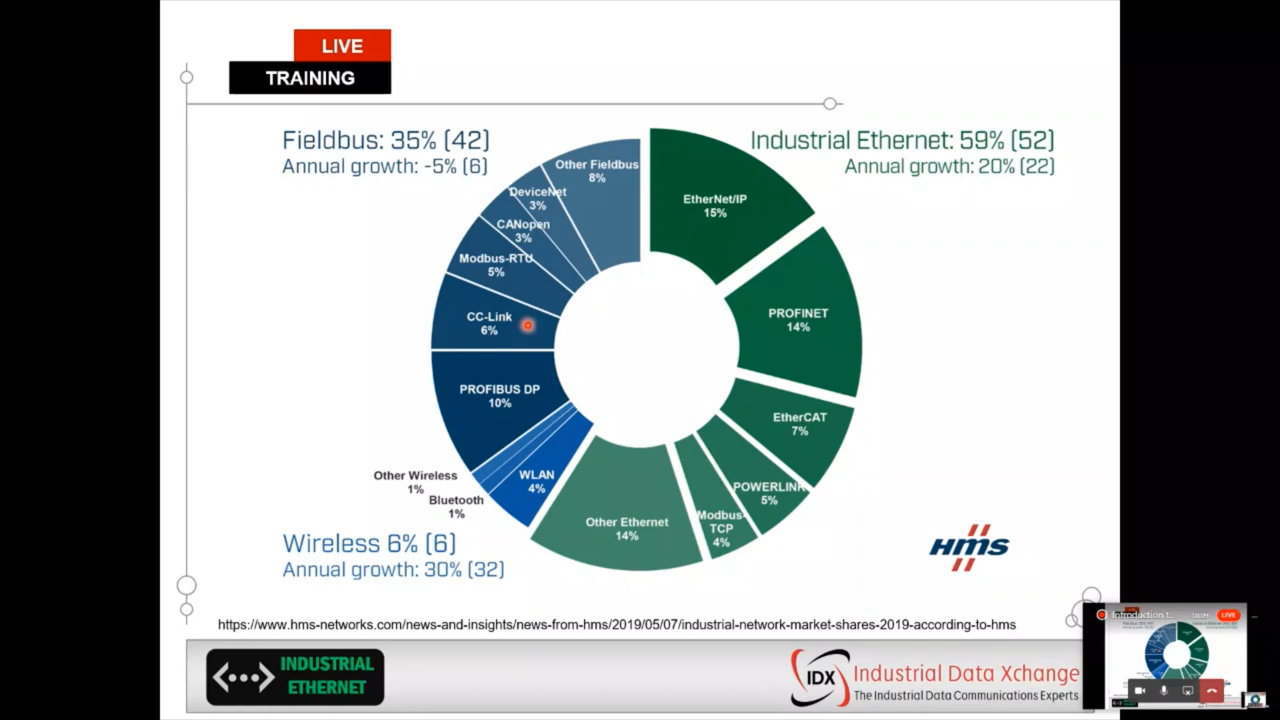 LIVE
TRAINING
Fieldbus: 35% (42)
Annual growth: -5% (6)
Industrial Ethernet: 59% (52)
Annual growth: 20% (22)
Other Fieldbus
8%
DeviceNet
3%
CANopen
3%
Modbus-RTU
5%
CC-Link
6%
PROFIBUS DP
10%
Other Wireless
1%
Bluetooth
1%
WLAN
4%
EtherNet/IP
15%
PROFINET
14%
EtherCAT
7%
POWERLINK
5%
Modbus-
TCP
4%
Other Ethernet
14%
Wireless 6% (6)
Annual growth: 30% (32)
HMS
https://www.hms-networks.com/news-and-insights/news-from-hms/2019/05/07/industrial-network-market-shares-2019-according-to-hms
INDUSTRIAL
ETHERNET
IDX
Industrial Data Xchange
The Industrial Data Communications Experts
Introduction t...
LIVE